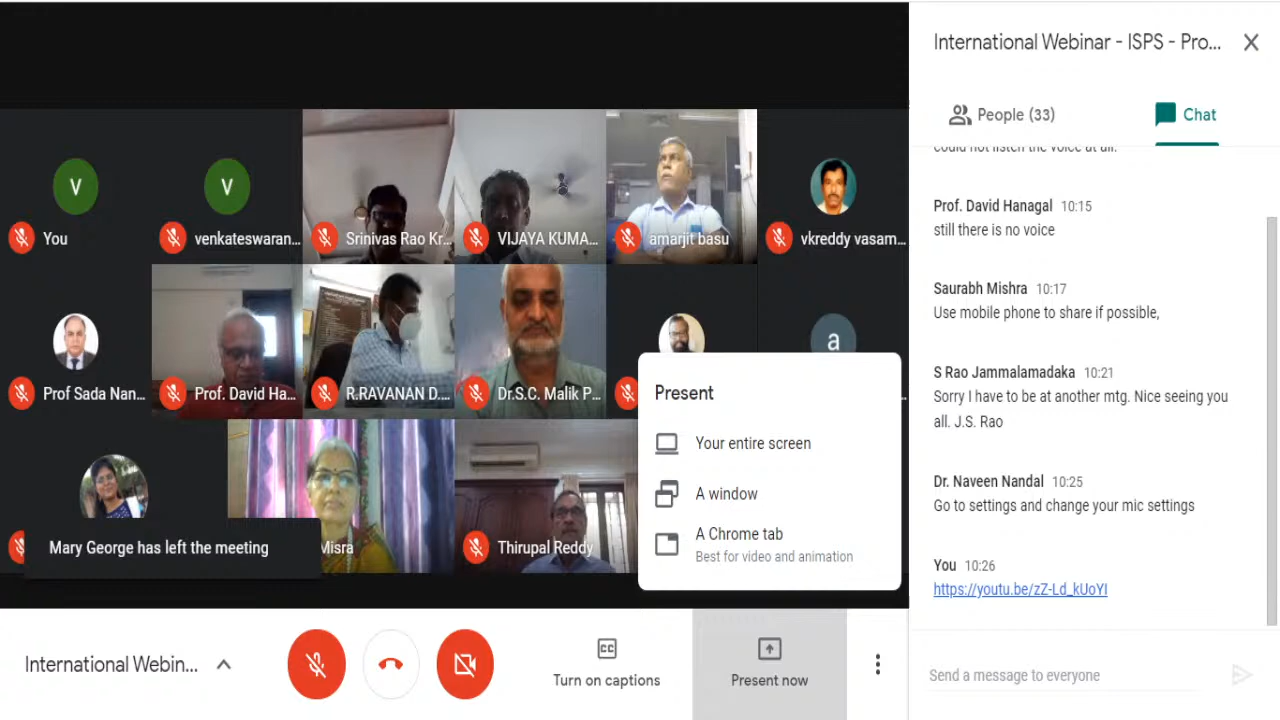 International Webinar - ISPS - Pro...
People (33)
Chat
could not listen the voice at all.
Prof. David Hanagal 10:15
still there is no voice
Saurabh Mishra 10:17
Use mobile phone to share if possible,
S Rao Jammalamadaka 10:21
Sorry I have to be at another mtg. Nice seeing you
all. J.S. Rao
Dr. Naveen Nandal 10:25
Go to settings and change your mic settings
You 10:26
https://youtu.be/zZ-Ld_kUoYI
Send a message to everyone
V
V
You
venkateswaran...
Srinivas Rao Kr...
VIJAYA KUMA...
amarjit basu
vkreddy vasam...
a
Prof Sada Nan...
Prof. David Ha...
R.RAVANAN D....
Dr.S.C. Malik P...
Misra
Thirupal Reddy
Mary George has left the meeting
Present
Your entire screen
A window
A Chrome tab
Best for video and animation
International Webin...
CC
Turn on captions
Present now